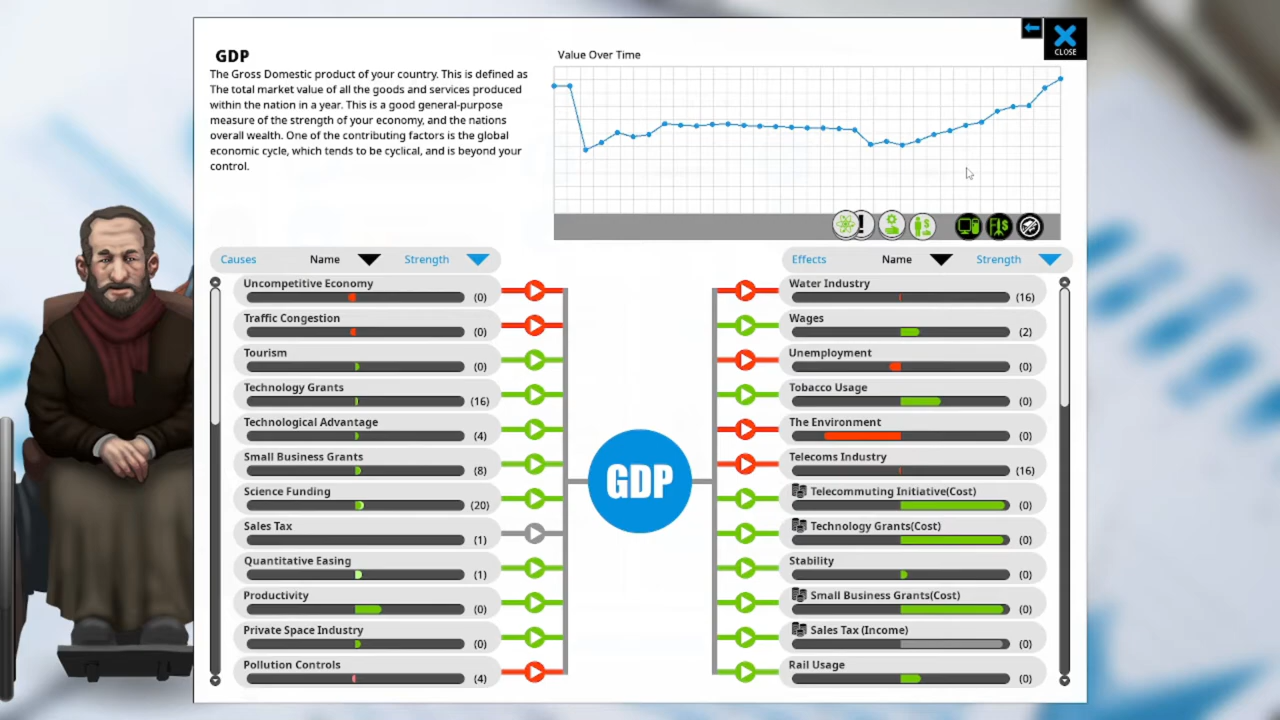 GDP
The Gross Domestic product of your country. This is defined as
The total market value of all the goods and services produced
within the nation in a year. This is a good general-purpose
measure of the strength of your economy, and the nations
overall wealth. One of the contributing factors is the global
economic cycle, which tends to be cyclical, and is beyond your
control.
Value Over Time
CLOSE
Causes Name Strength
Uncompetitive Economy
(0)
Traffic Congestion
(0)
Tourism
(0)
Technology Grants
(16)
Technological Advantage
(4)
Small Business Grants
(8)
Science Funding
(20)
Sales Tax
(1)
Quantitative Easing
(1)
Productivity
(0)
Private Space Industry
(0)
Pollution Controls
(4)
GDP
Effects Name Strength
Water Industry
(16)
Wages
(2)
Unemployment
(0)
Tobacco Usage
(0)
The Environment
(0)
Telecoms Industry
(16)
Telecommuting Initiative(Cost)
(0)
Technology Grants(Cost)
(0)
Stability
(0)
Small Business Grants(Cost)
(0)
Sales Tax (Income)
(0)
Rail Usage
(0)